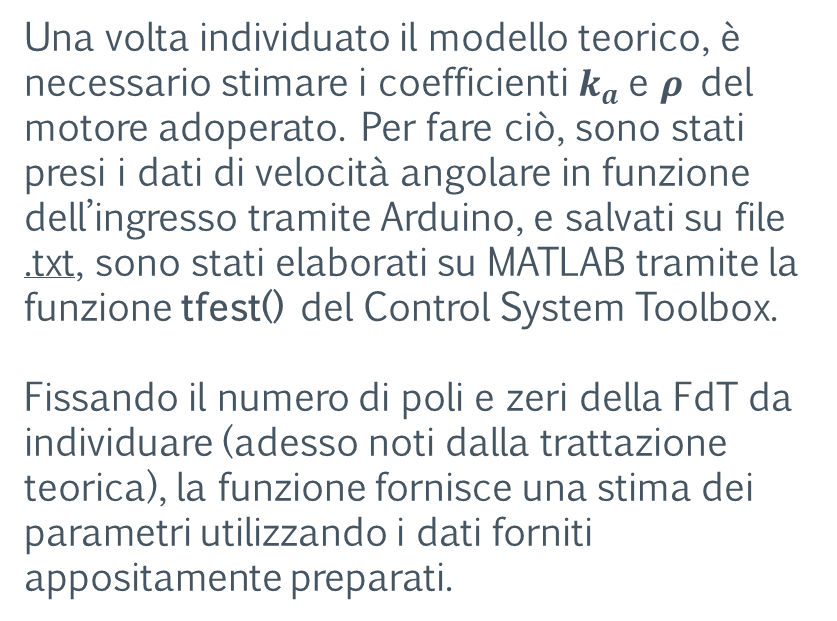 Una volta individuato il modello teorico, è
necessario stimare i coefficienti kₐ e ρ del
motore adoperato. Per fare ciò, sono stati
presi i dati di velocità angolare in funzione
dell’ingresso tramite Arduino, e salvati su file
.txt, sono stati elaborati su MATLAB tramite la
funzione tfest() del Control System Toolbox.
Fissando il numero di poli e zeri della FdT da
individuare (adesso noti dalla trattazione
teorica), la funzione fornisce una stima dei
parametri utilizzando i dati forniti
appositamente preparati.